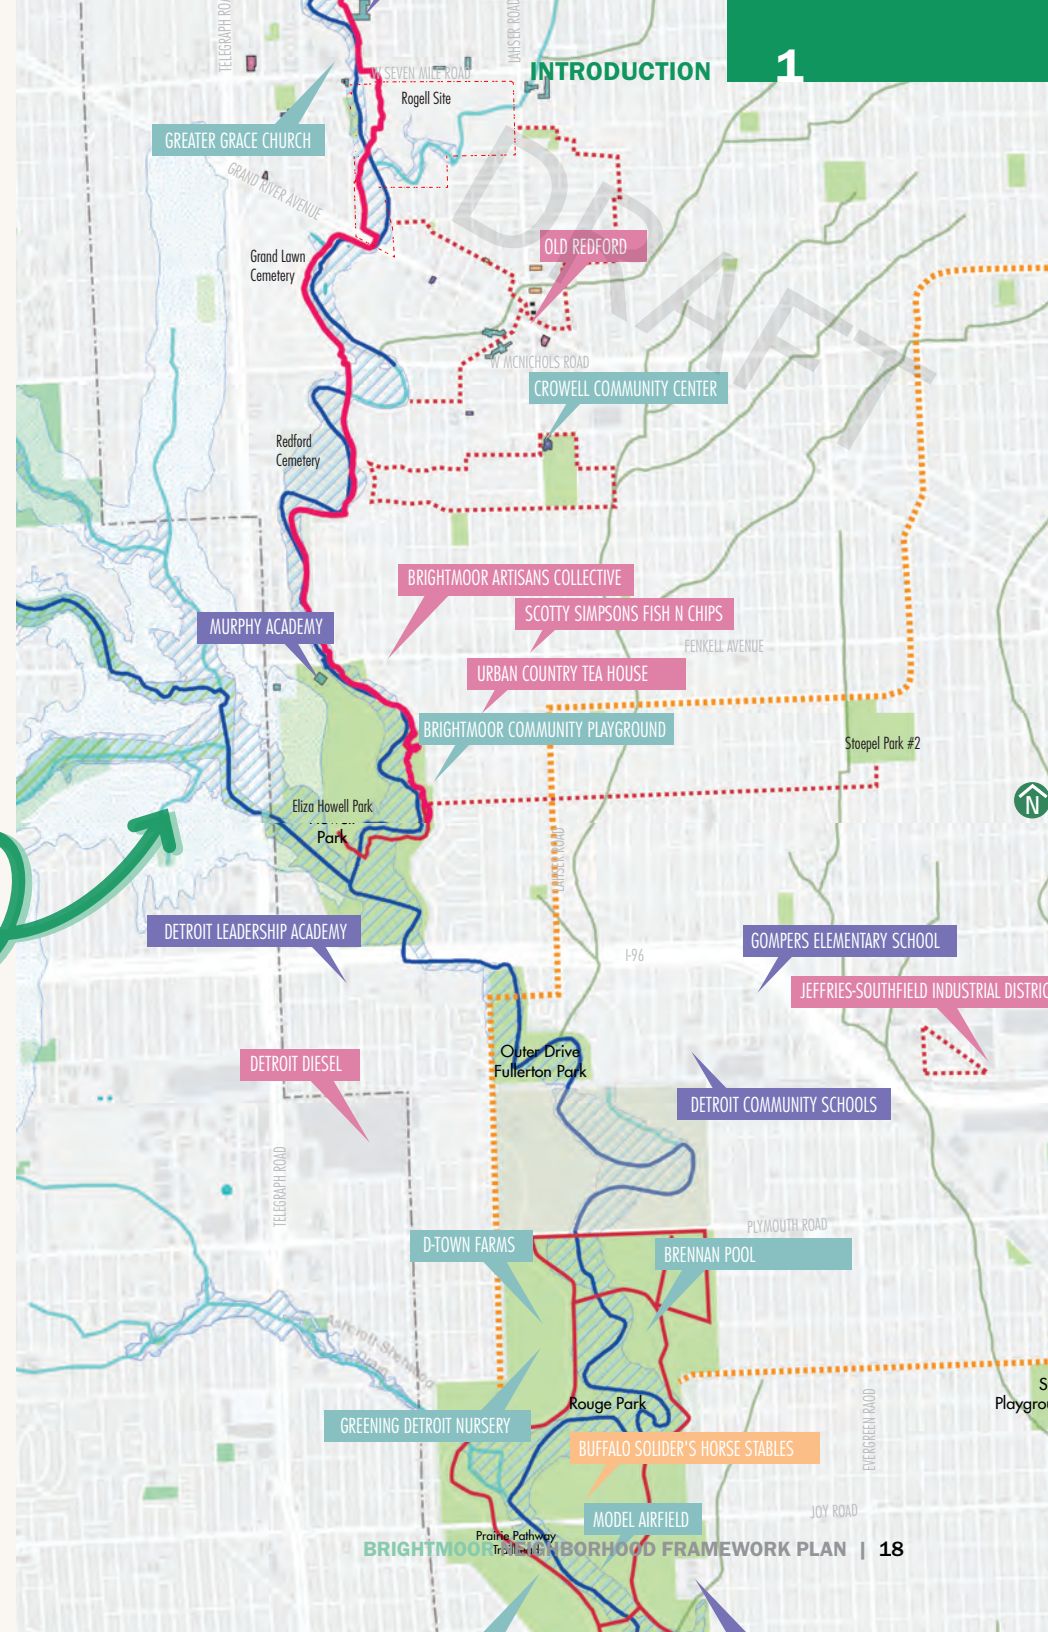 TELEGRAPH ROAD
LAHSER ROAD
INTRODUCTION
1
W SEVEN MILE ROAD
Rogell Site
GREATER GRACE CHURCH
GRAND RIVER AVENUE
DRAFT
OLD REDFORD
Grand Lawn
Cemetery
W MCNICHOLS ROAD
CROWELL COMMUNITY CENTER
Redford
Cemetery
BRIGHTMOOR ARTISANS COLLECTIVE
SCOTTY SIMPSONS FISH N CHIPS
MURPHY ACADEMY
FENKELL AVENUE
URBAN COUNTRY TEA HOUSE
BRIGHTMOOR COMMUNITY PLAYGROUND
Stoepel Park #2
N
Eliza Howell Park
Park
LAHSER ROAD
DETROIT LEADERSHIP ACADEMY
GOMPERS ELEMENTARY SCHOOL
I-96
JEFFRIES-SOUTHFIELD INDUSTRIAL DISTRIC
Outer Drive
Fullerton Park
DETROIT DIESEL
DETROIT COMMUNITY SCHOOLS
TELEGRAPH ROAD
PLYMOUTH ROAD
D-TOWN FARMS
BRENNAN POOL
Ashcroft-Sherwood
Drain
S
Playgrou
Rouge Park
EVERGREEN RAOD
GREENING DETROIT NURSERY
BUFFALO SOLIDER'S HORSE STABLES
JOY ROAD
MODEL AIRFIELD
Prairie Pathway
BRIGHTMOOR NEIGHBORHOOD FRAMEWORK PLAN | 18